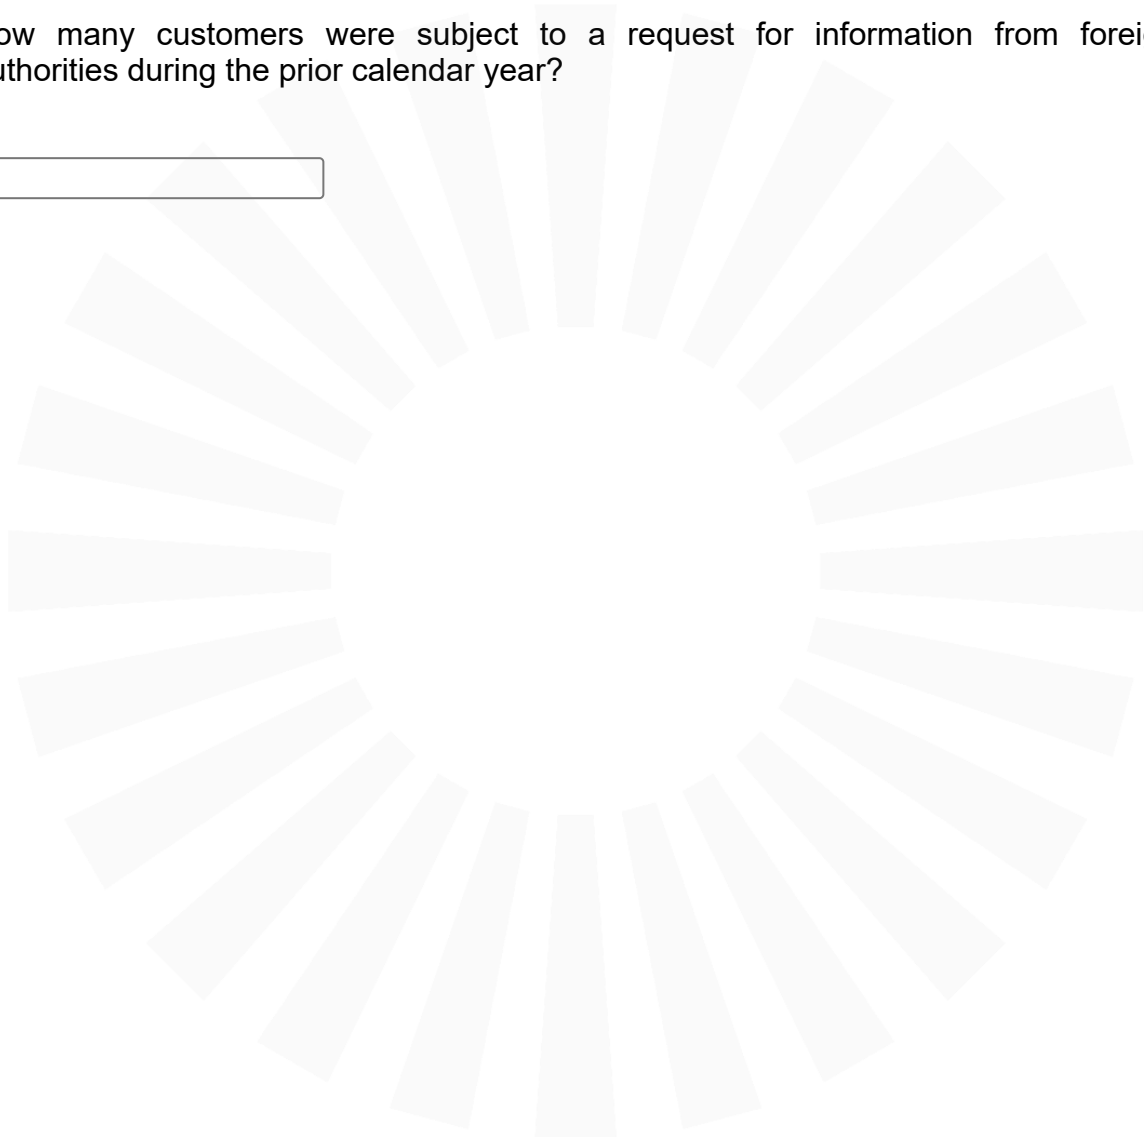 ow many customers were subject to a request for information from forei
uthorities during the prior calendar year?